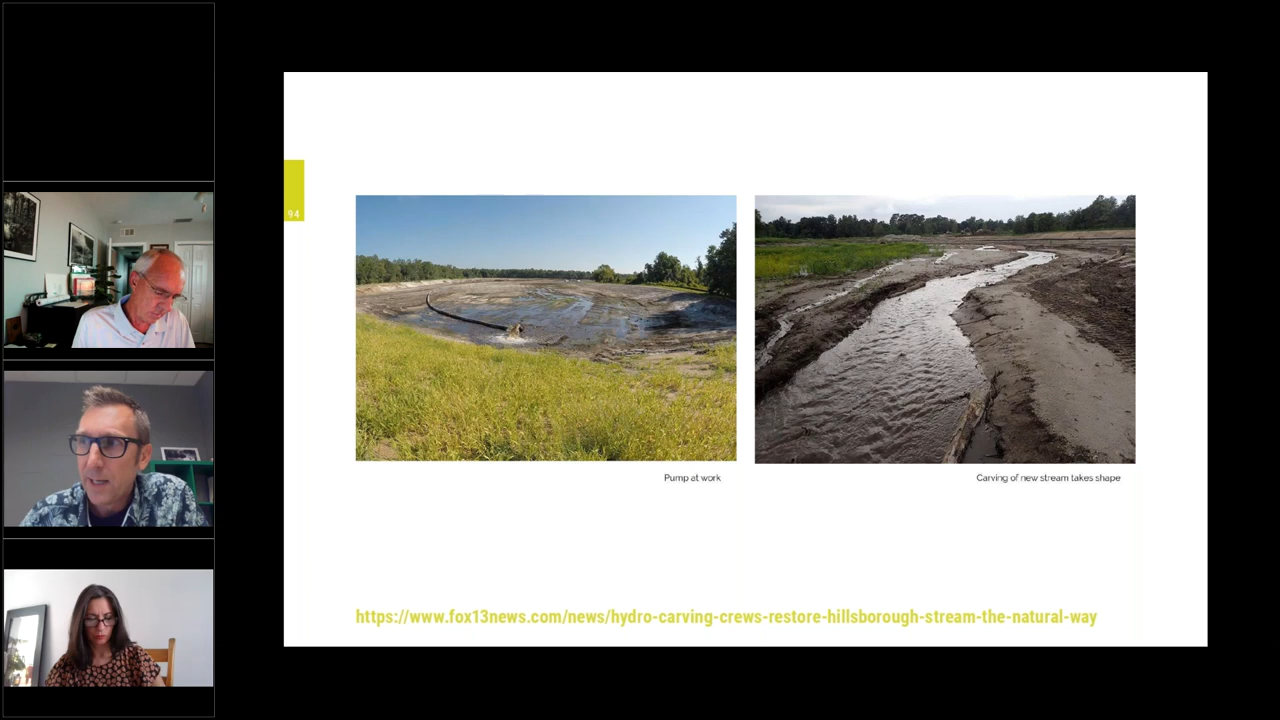 94
Pump at work
Carving of new stream takes shape
https://www.fox13news.com/news/hydro-carving-crews-restore-hillsborough-stream-the-natural-way